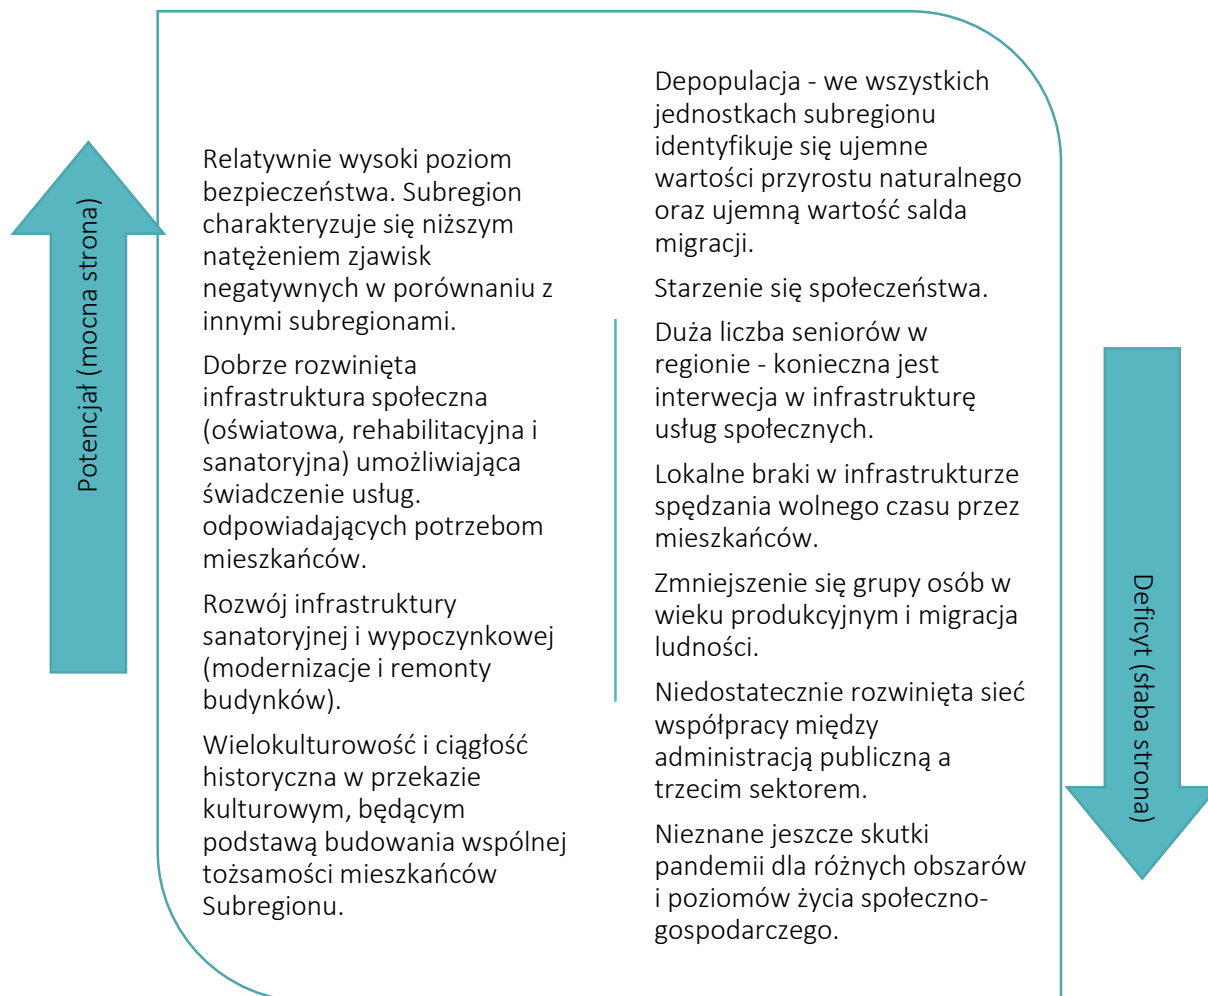 Potencjał (mocna strona)
Relatywnie wysoki poziom
bezpieczeństwa. Subregion
charakteryzuje się niższym
natężeniem zjawisk
negatywnych w porównaniu z
innymi subregionami.
Dobrze rozwinięta
infrastruktura społeczna
(oświatowa, rehabilitacyjna i
sanatoryjna) umożliwiająca
świadczenie usług.
odpowiadających potrzebom
mieszkańców.
Rozwój infrastruktury
sanatoryjnej i wypoczynkowej
(modernizacje i remonty
budynków).
Wielokulturowość i ciągłość
historyczna w przekazie
kulturowym, będącym
podstawą budowania wspólnej
tożsamości mieszkańców
Subregionu.
Depopulacja - we wszystkich
jednostkach subregionu
identyfikuje się ujemne
wartości przyrostu naturalnego
oraz ujemną wartość salda
migracji.
Starzenie się społeczeństwa.
Duża liczba seniorów w
regionie - konieczna jest
interwecja w infrastrukturę
usług społecznych.
Lokalne braki w infrastrukturze
spędzania wolnego czasu przez
mieszkańców.
Zmniejszenie się grupy osób w
wieku produkcyjnym i migracja
ludności.
Niedostatecznie rozwinięta sieć
współpracy między
administracją publiczną a
trzecim sektorem.
Nieznane jeszcze skutki
pandemii dla różnych obszarów
i poziomów życia społeczno-
gospodarczego.
Deficyt (słaba strona)